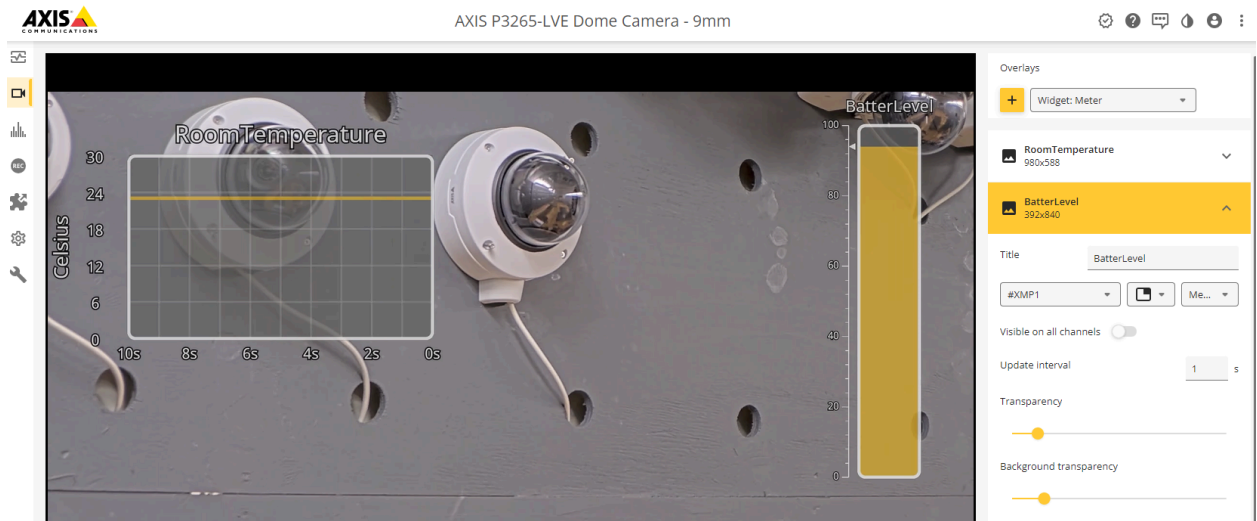 AXIS
COMMUNICATIONS
AXIS P3265-LVE Dome Camera - 9mm
REC
RoomTemperature
Celsius
30
24
18
12
6
0
10s 8s 6s 4s 2s 0s
BatterLevel
100
80
60
40
20
0
Overlays
+ Widget: Meter
RoomTemperature
980x588
BatterLevel
392x840
Title BatterLevel
#XMP1 Me...
Visible on all channels
Update interval 1 s
Transparency
Background transparency